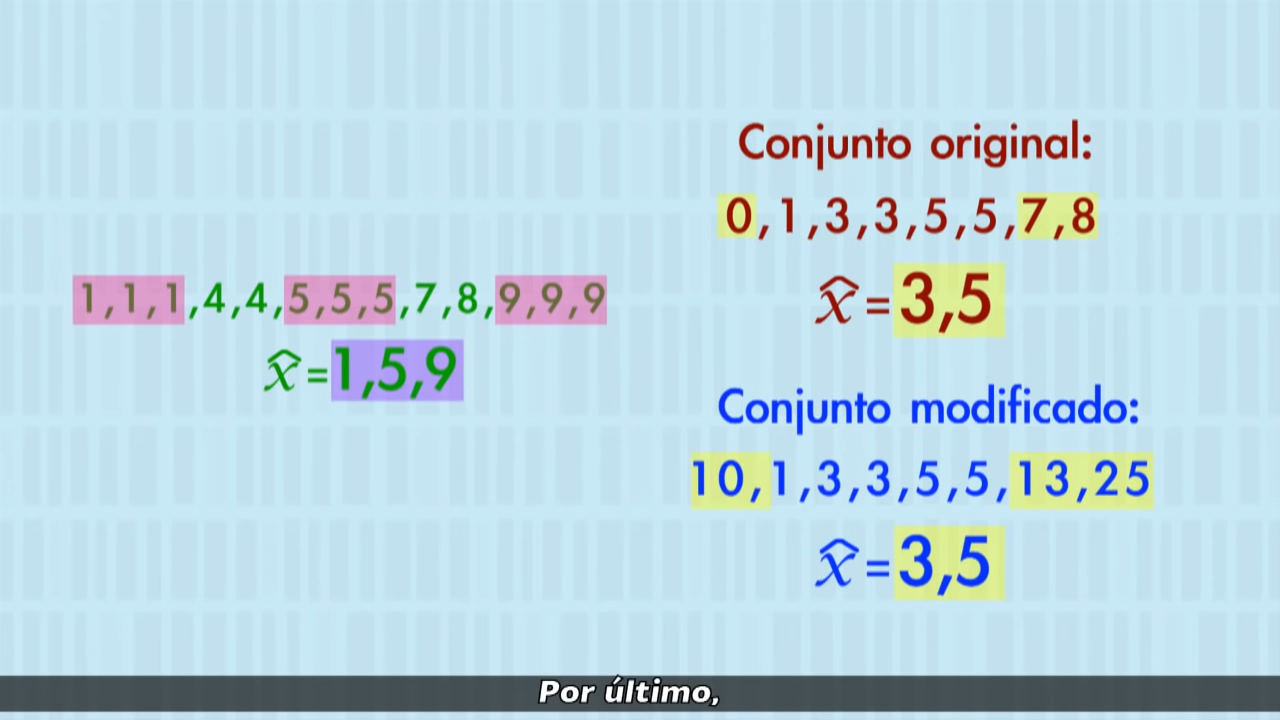 1,1,1,4,4,5,5,5,7,8,9,9,9
x̂=1,5,9
Conjunto original:
0,1,3,3,5,5,7,8
x̂=3,5
Conjunto modificado:
10,1,3,3,5,5,13,25
x̂=3,5
Por último,